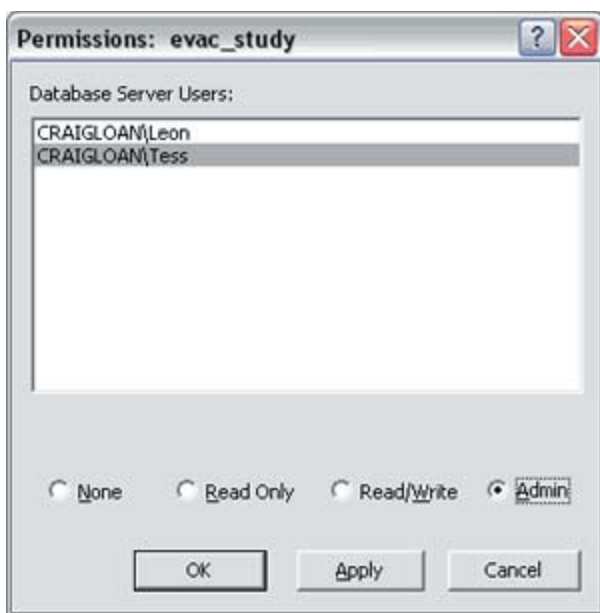 Permissions: evac_study
Database Server Users:
CRAIGLOAN\Leon
CRAIGLOAN\Tess
None Read Only Read/Write Admin
OK Apply Cancel